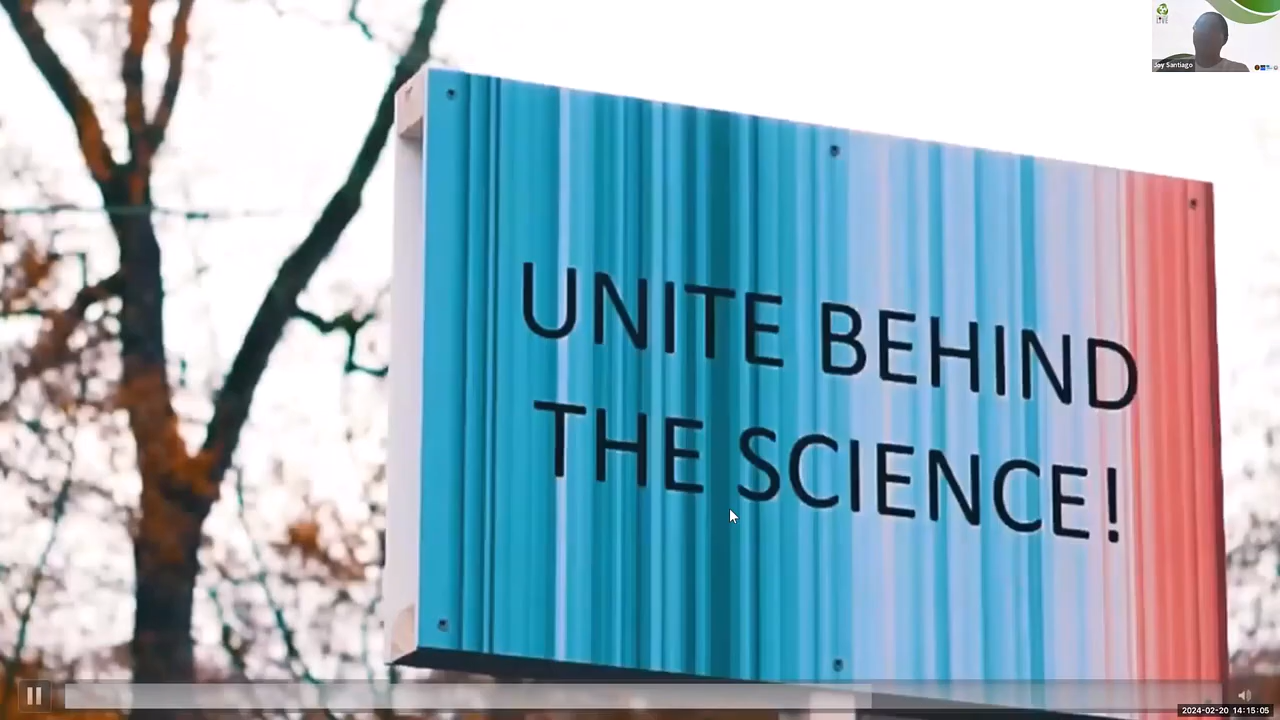 UNITE BEHIND
THE SCIENCE!
Joy Santiago
2024-02-20 14:15:05